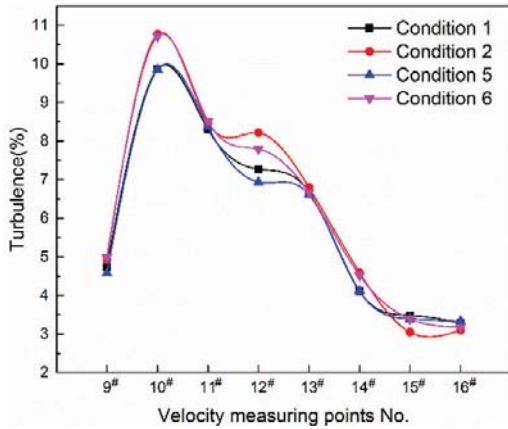 11
10
9
8
7
6
5
4
3
2
Turbulence(%)
Condition 1
Condition 2
Condition 5
Condition 6
9# 10# 11# 12# 13# 14# 15# 16#
Velocity measuring points No.